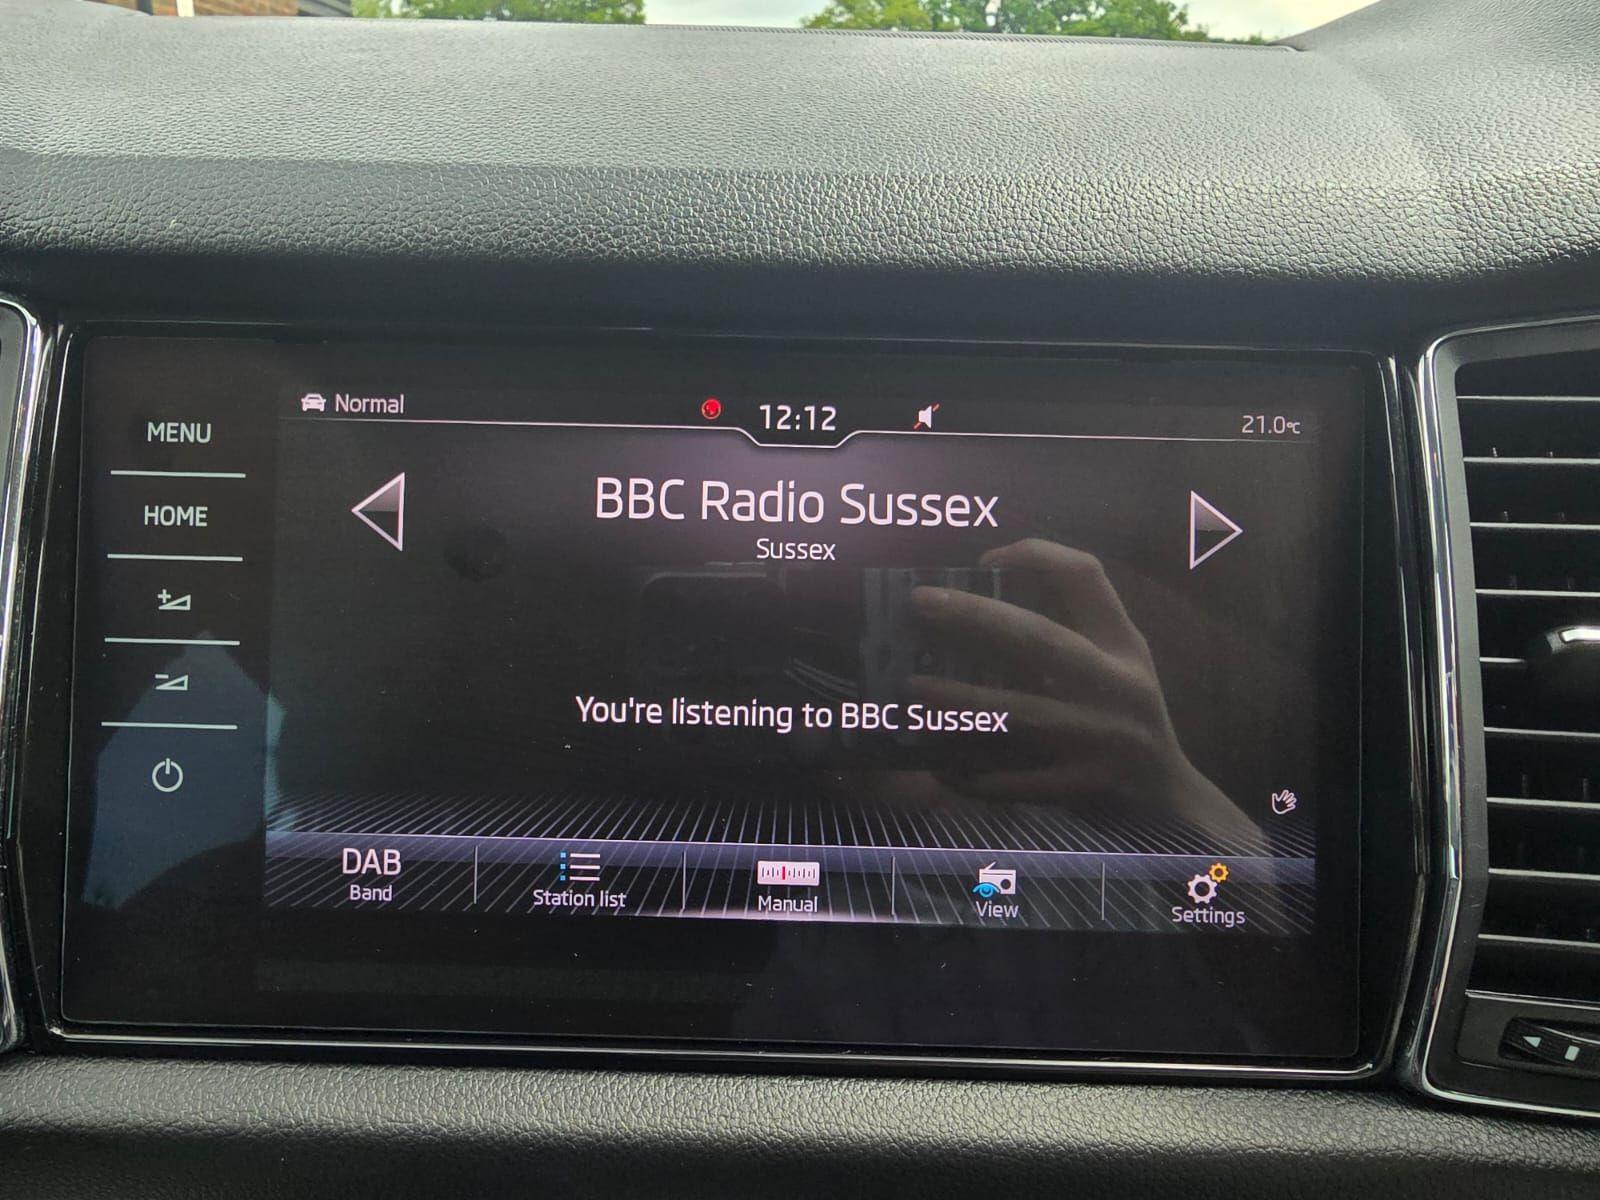 Normal
12:12
21.0°C
MENU
HOME
BBC Radio Sussex
Sussex
You're listening to BBC Sussex
DAB
Band
Station list
Manual
View
Settings